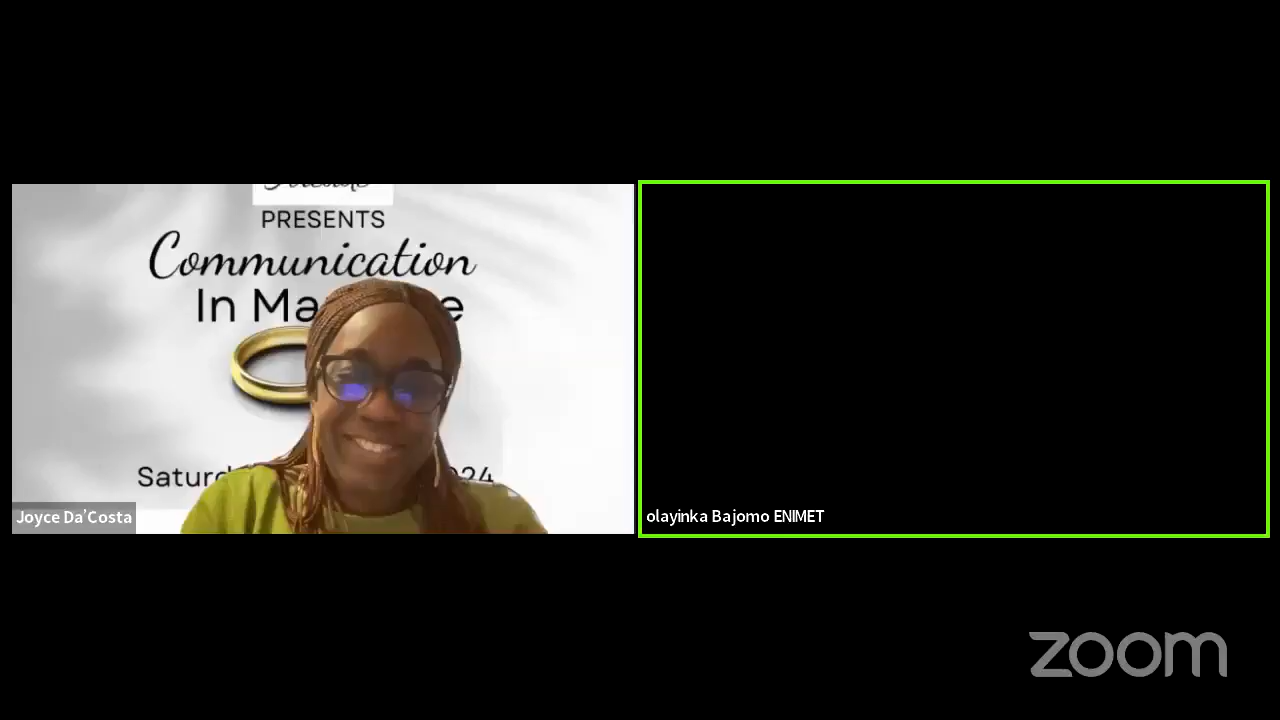 PRESENTS
Communication
In Ma e
Saturd 024
Joyce Da'Costa
olayinka Bajomo ENIMET
zoom